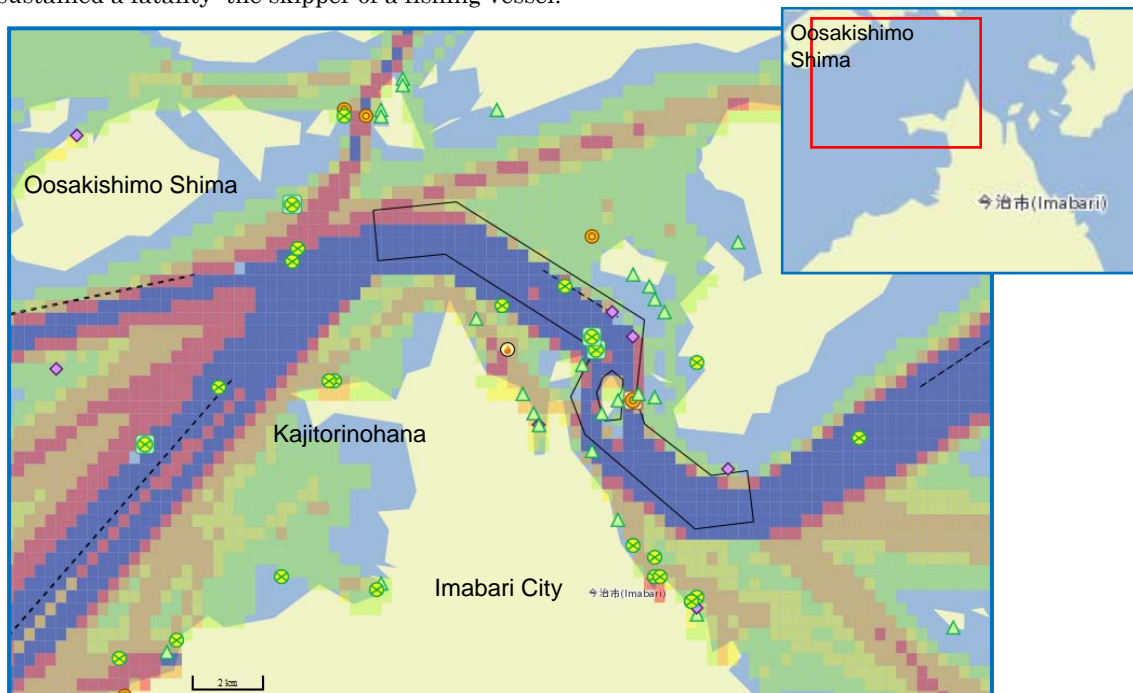 sustained a fatality–the skipper of a fishing vessel.
Oosakishimo
Shima
今治市(Imabari)
Oosakishimo Shima
Kajitorinohana
Imabari City
今治市(Imabari)
2 km